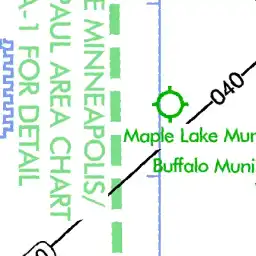 E MINNEAPOLIS/
PAUL AREA CHART
A-1 FOR DETAIL
040
Maple Lake Mun
Buffalo Muni